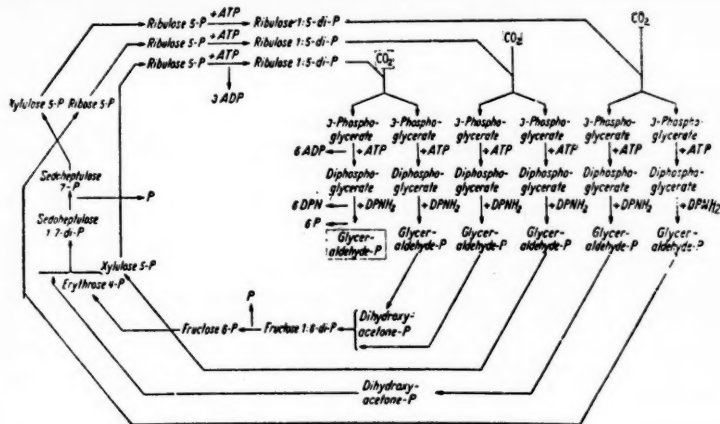 Ribulose 5-P +ATP Ribulose 1:5-di-P
CO2
Ribulose 5-P +ATP Ribulose 1:5-di-P
CO2
Ribulose 5-P +ATP Ribulose 1:5-di-P
CO2
3 ADP
Xylulose 5-P Ribose 5-P
3-Phospho- 3-Phospho- 3-Phospho- 3-Phospho- 3-Phospho- 3-Phospho-
glycerate glycerate glycerate glycerate glycerate glycerate
6 ADP +ATP +ATP +ATP +ATP +ATP +ATP
Diphospho- Diphospho- Diphospho- Diphospho- Diphospho- Diphospho-
glycerate glycerate glycerate glycerate glycerate glycerate
6 DPN +DPNH2 +DPNH2 +DPNH2 +DPNH2 +DPNH2 +DPNH2
6 P
Glycer- Glycer- Glycer- Glycer- Glycer- Glycer-
aldehyde-P aldehyde-P aldehyde-P aldehyde-P aldehyde-P aldehyde-P
Sedoheptulose
7-P
P
Sedoheptulose
1:7-di-P
Xylulose 5-P
Erythrose 4-P
P
Fructose 6-P Fructose 1:6-di-P
Dihydroxy-
acetone-P
Dihydroxy-
acetone-P